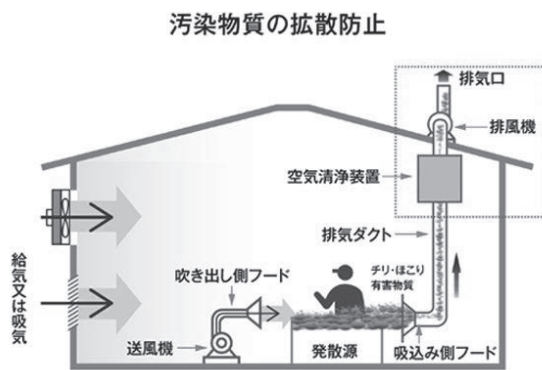 汚染物質の拡散防止
排気口
排風機
空気清浄装置
排気ダクト
チリ・ほこり
有害物質
吹き出し側フード
給気又は吸気
送風機
発散源
吸込み側フード